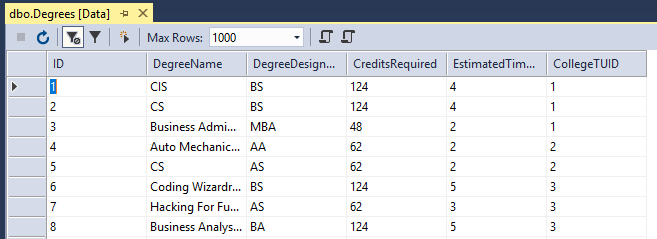 dbo.Degrees [Data]
Max Rows: 1000
ID DegreeName DegreeDesign... CreditsRequired EstimatedTim... CollegeTUID
1 CIS BS 124 4 1
2 CS BS 124 4 1
3 Business Admi... MBA 48 2 1
4 Auto Mechanic... AA 62 2 2
5 CS AS 62 2 2
6 Coding Wizardr... BS 124 5 3
7 Hacking For Fu... AS 62 3 3
8 Business Analys... BA 124 5 3